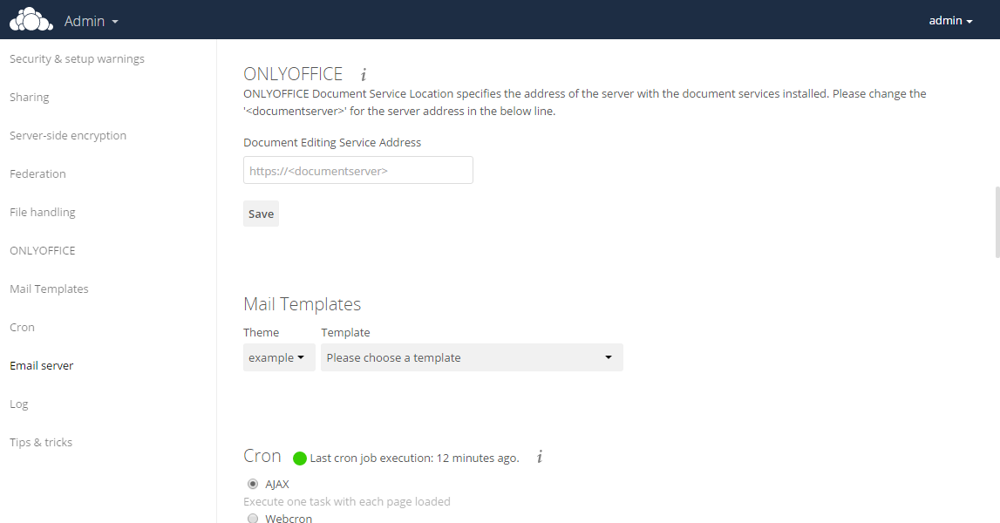 Admin
admin
Security & setup warnings
Sharing
Server-side encryption
Federation
File handling
ONLYOFFICE
Mail Templates
Cron
Email server
Log
Tips & tricks
ONLYOFFICE i
ONLYOFFICE Document Service Location specifies the address of the server with the document services installed. Please change the
'<documentserver>' for the server address in the below line.
Document Editing Service Address
https://<documentserver>
Save
Mail Templates
Theme Template
example Please choose a template
Cron Last cron job execution: 12 minutes ago. i
AJAX
Execute one task with each page loaded
Webcron